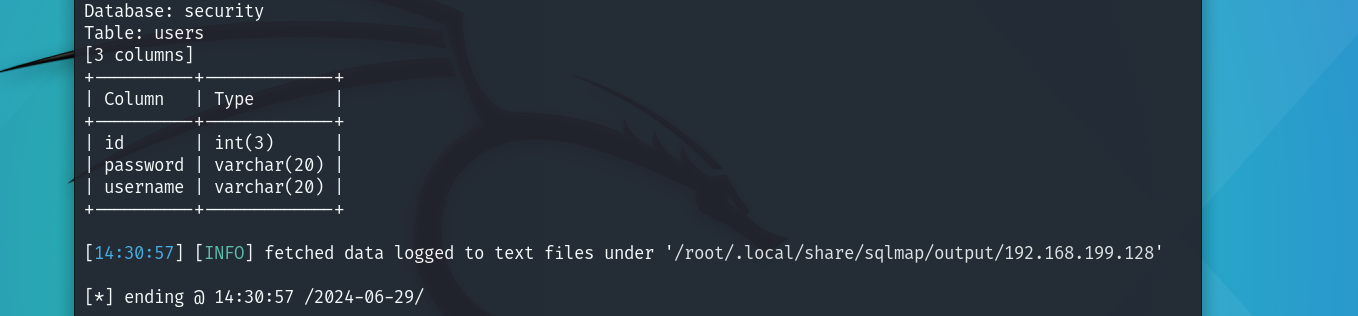 Database: security
Table: users
[3 columns]
+----------+-------------+
| Column   | Type        |
+----------+-------------+
| id       | int(3)      |
| password | varchar(20) |
| username | varchar(20) |
+----------+-------------+
[14:30:57] [INFO] fetched data logged to text files under '/root/.local/share/sqlmap/output/192.168.199.128'
[*] ending @ 14:30:57 /2024-06-29/